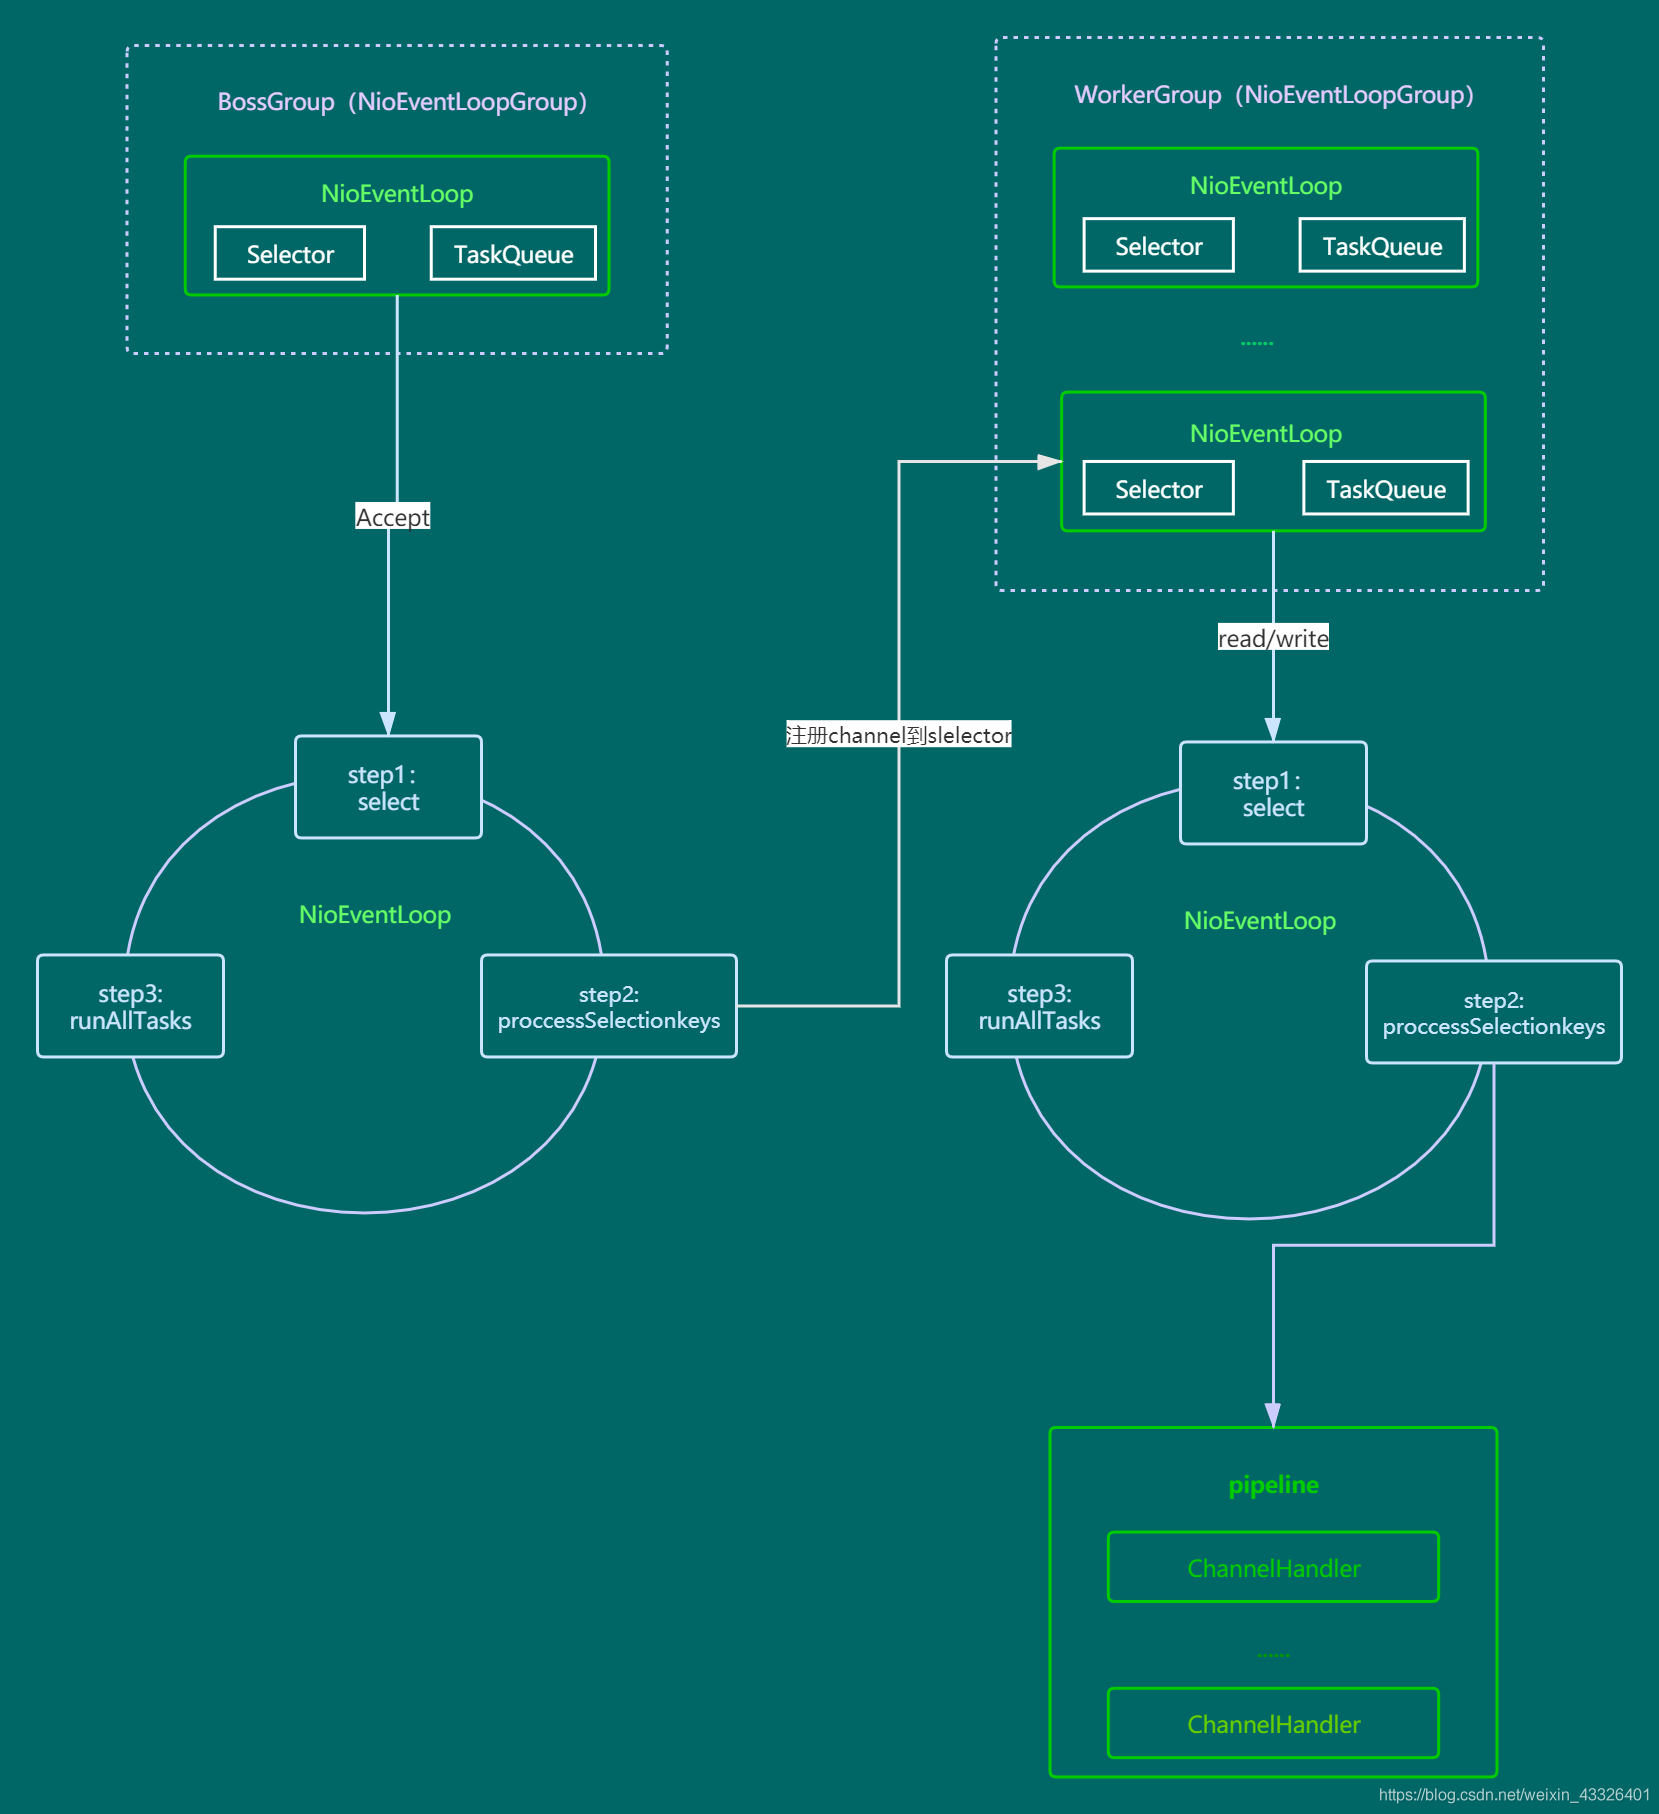 BossGroup（NioEventLoopGroup）
NioEventLoop
Selector
TaskQueue
Accept
step1：
select
NioEventLoop
step3:
runAllTasks
step2:
proccessSelectionkeys
注册channel到slelector
WorkerGroup（NioEventLoopGroup）
NioEventLoop
Selector
TaskQueue
......
NioEventLoop
Selector
TaskQueue
read/write
step1：
select
NioEventLoop
step3:
runAllTasks
step2:
proccessSelectionkeys
pipeline
ChannelHandler
......
ChannelHandler
https://blog.csdn.net/weixin_43326401